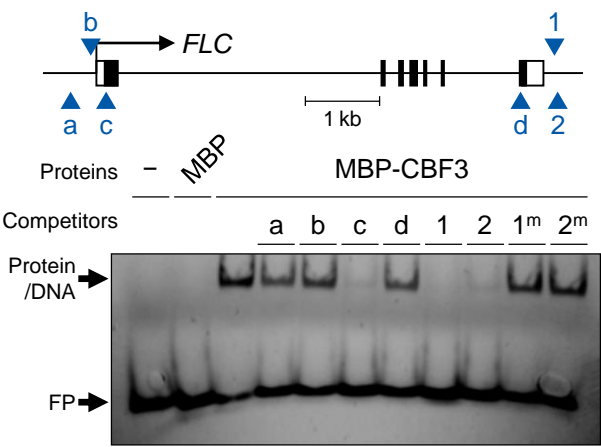 b 1
FLC
1 kb
a c d 2
Proteins – MBP MBP-CBF3
Competitors a b c d 1 2 1m 2m
Protein
/DNA
FP